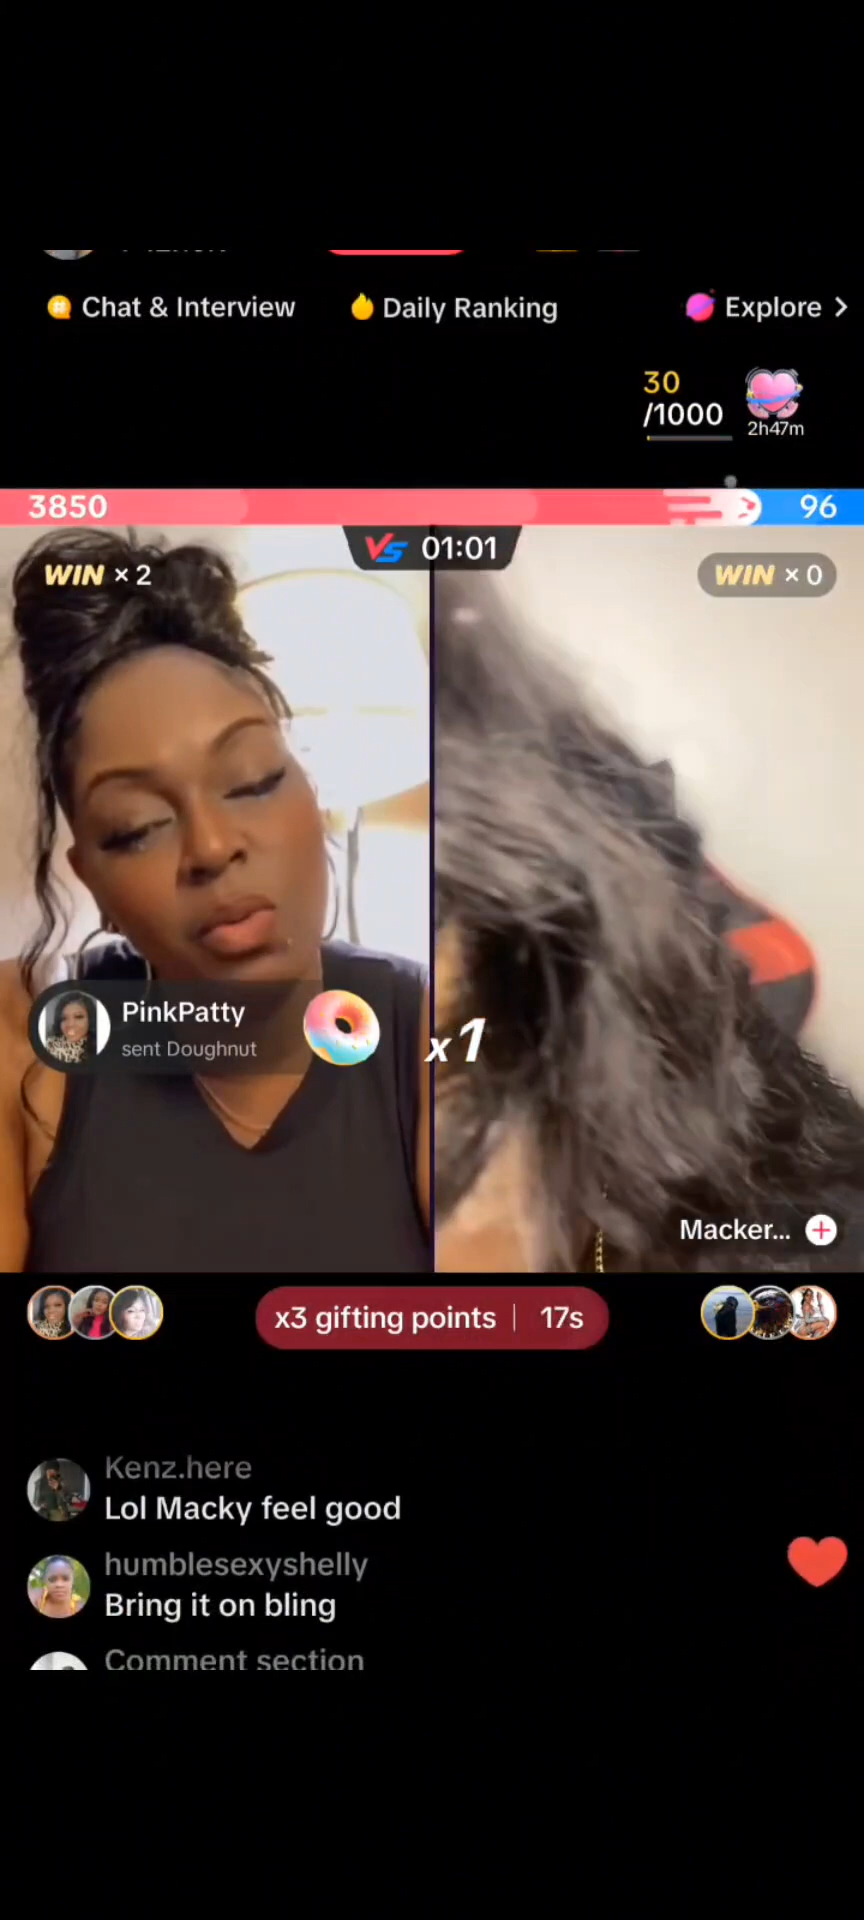 Chat & Interview
Daily Ranking
Explore >
30
/1000
2h47m
3850
96
VS 01:01
WIN × 2
WIN × 0
PinkPatty
sent Doughnut
x1
Macker...
x3 gifting points | 17s
Kenz.here
Lol Macky feel good
humblesexyshelly
Bring it on bling
Comment section